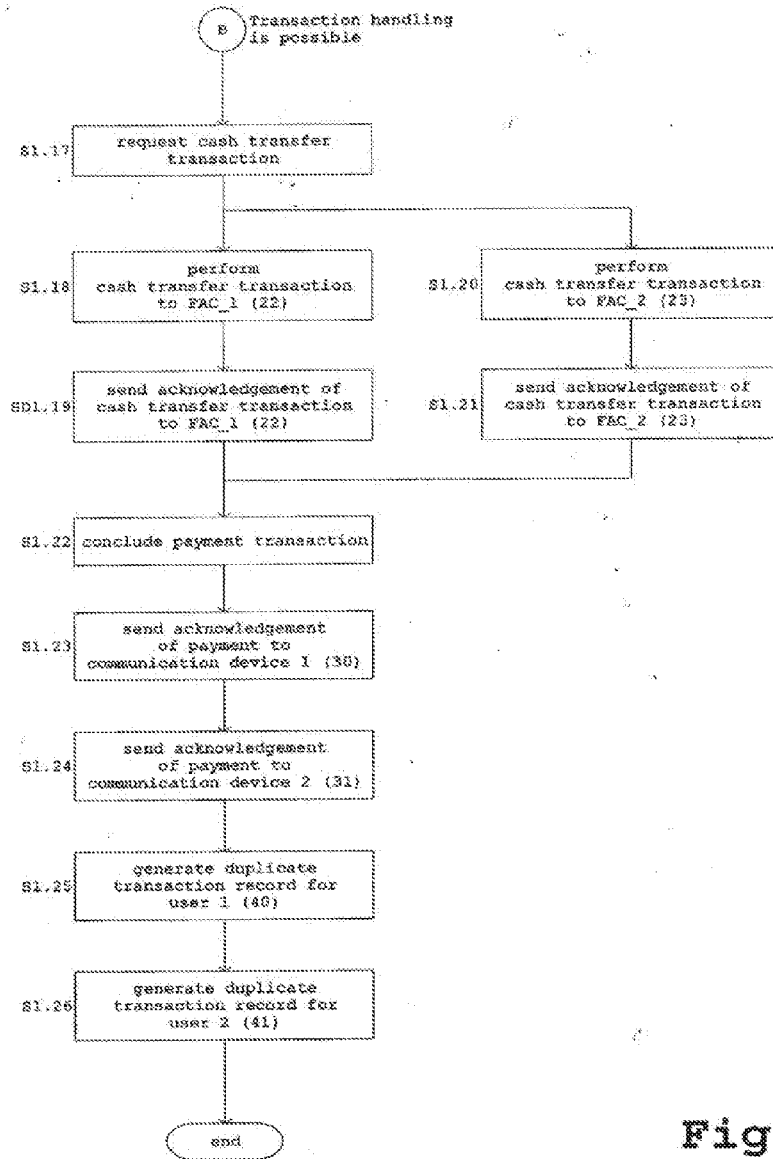 B
Transaction handling
is possible
S1.17
request cash transfer
transaction
S1.18
perform
cash transfer transaction
to FAC_1 (22)
S1.20
perform
cash transfer transaction
to FAC_2 (23)
SD1.19
send acknowledgement of
cash transfer transaction
to FAC_1 (22)
S1.21
send acknowledgement of
cash transfer transaction
to FAC_2 (23)
S1.22
conclude payment transaction
S1.23
send acknowledgement
of payment to
communication device 1 (30)
S1.24
send acknowledgement
of payment to
communication device 2 (31)
S1.25
generate duplicate
transaction record for
user 1 (40)
S1.26
generate duplicate
transaction record for
user 2 (41)
end
Fig